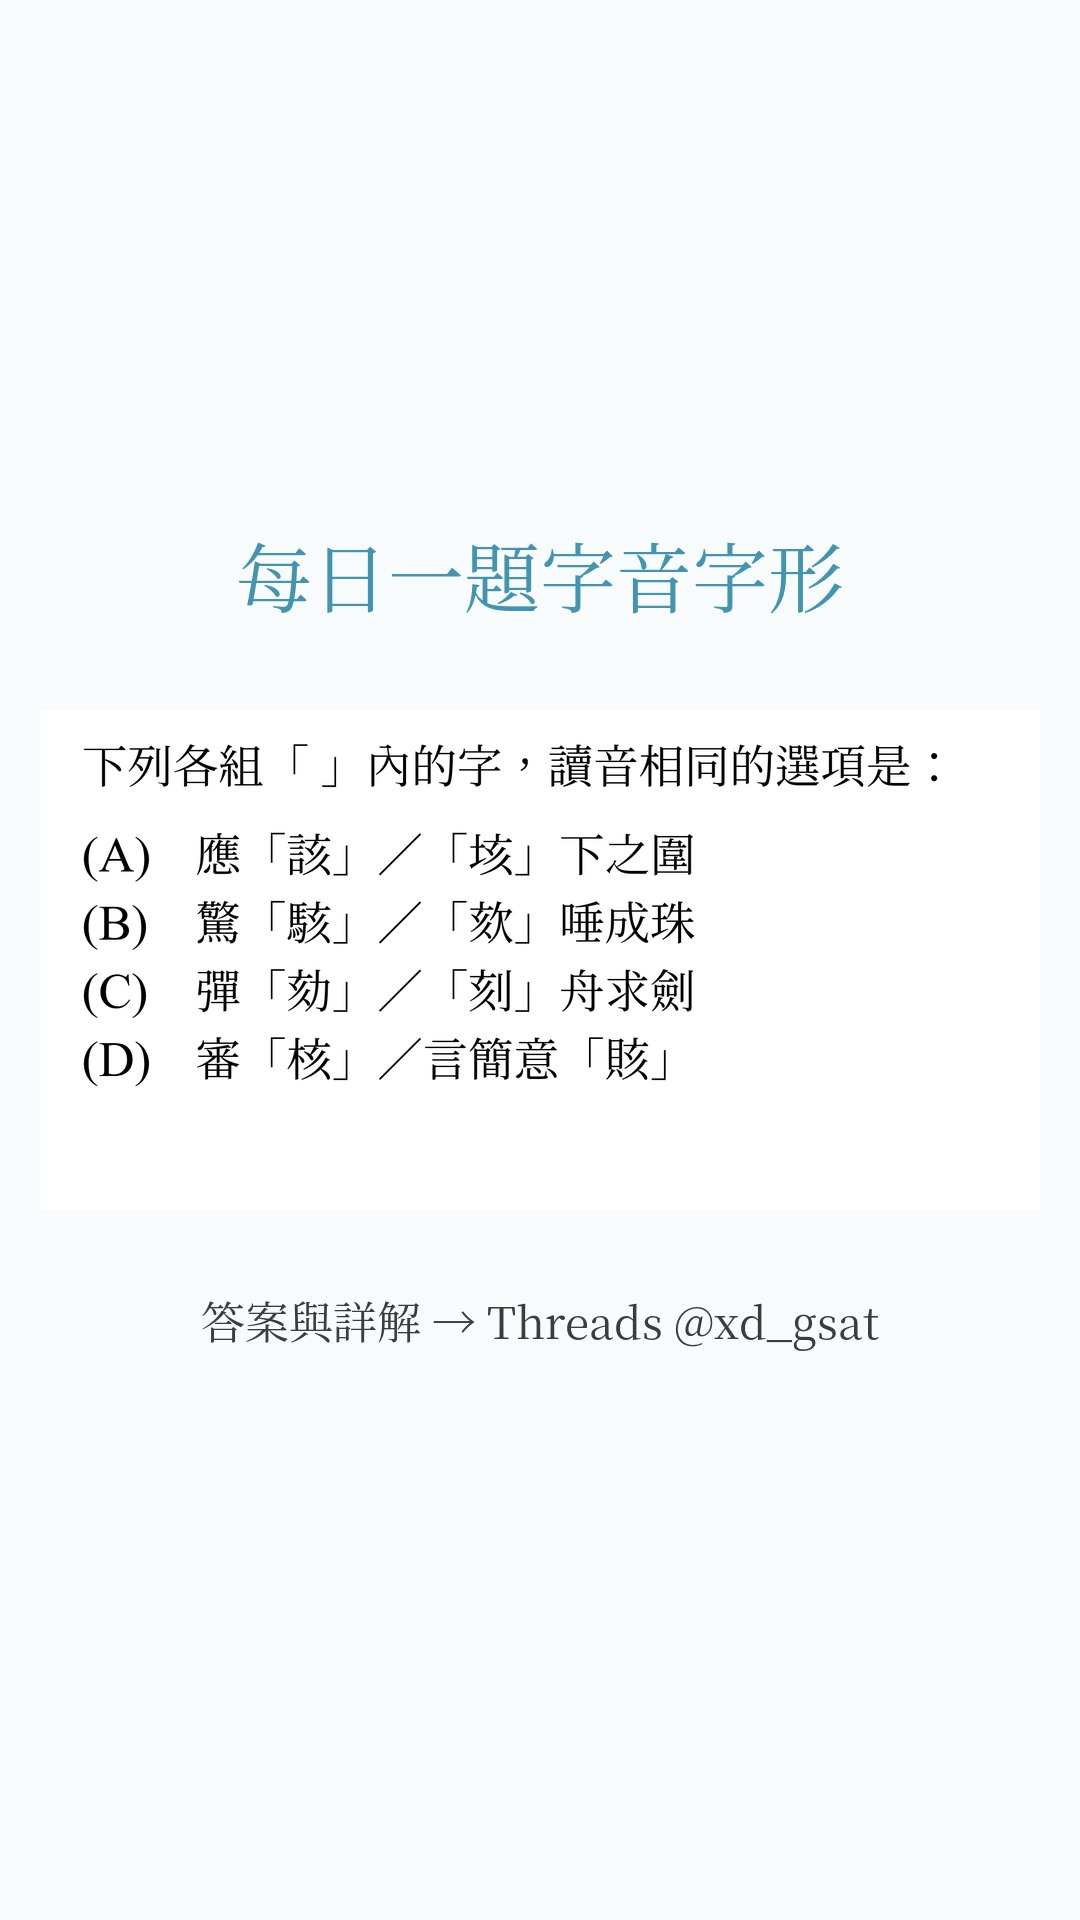 每日一題字音字形
下列各組「 」內的字，讀音相同的選項是：
(A) 應「該」／「垓」下之圍
(B) 驚「駭」／「欬」唾成珠
(C) 彈「劾」／「刻」舟求劍
(D) 審「核」／言簡意「賅」
答案與詳解 → Threads @xd_gsat